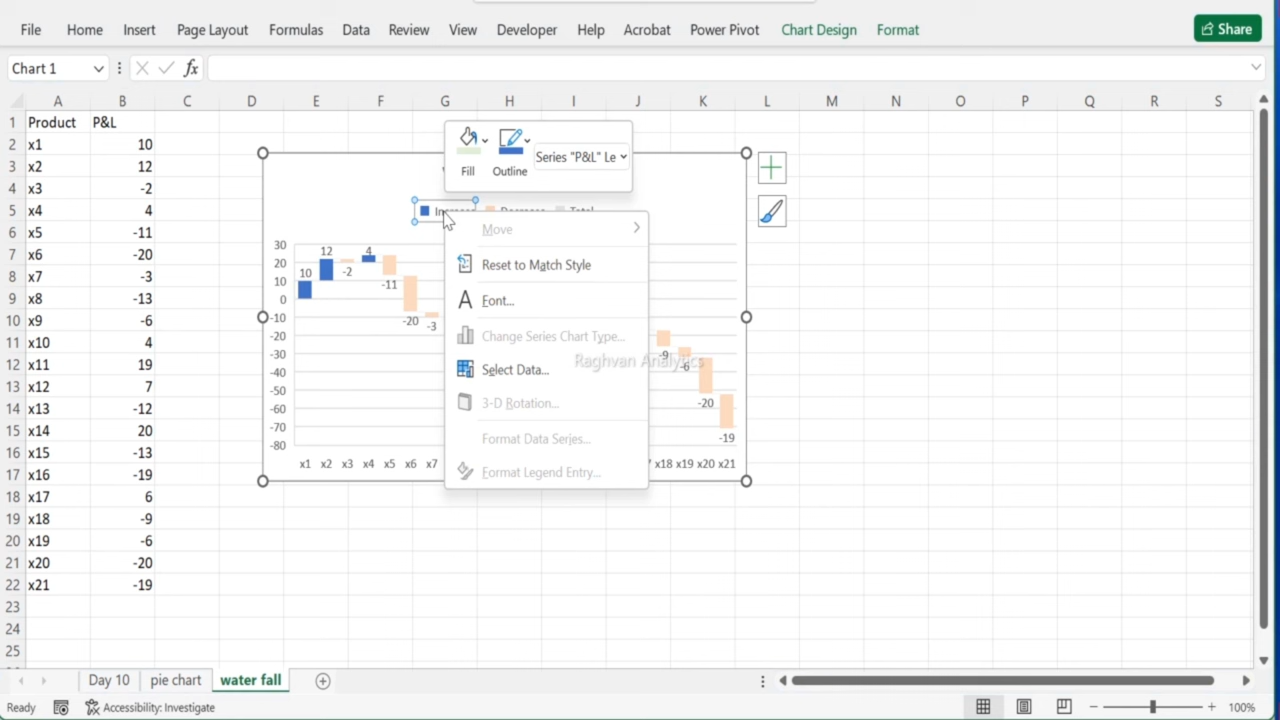 File Home Insert Page Layout Formulas Data Review View Developer Help Acrobat Power Pivot Chart Design Format Share
Chart 1 fx
A B C D E F G H I J K L M N O P Q R S
1 Product P&L
2 x1 10
3 x2 12
4 x3 -2
5 x4 4
6 x5 -11
7 x6 -20
8 x7 -3
9 x8 -13
10 x9 -6
11 x10 4
12 x11 19
13 x12 7
14 x13 -12
15 x14 20
16 x15 -13
17 x16 -19
18 x17 6
19 x18 -9
20 x19 -6
21 x20 -20
22 x21 -19
23
24
25
Fill Outline Series "P&L" Le
Increase Decrease Total
30
20
10
0
-10
-20
-30
-40
-50
-60
-70
-80
10 12 -2 4 -11 -20 -3
-9 -6 -20 -19
x1 x2 x3 x4 x5 x6 x7 x18 x19 x20 x21
Move
Reset to Match Style
Font...
Change Series Chart Type...
Select Data...
3-D Rotation...
Format Data Series...
Format Legend Entry...
Raghvan Analytics
Day 10 pie chart water fall
Ready Accessibility: Investigate 100%